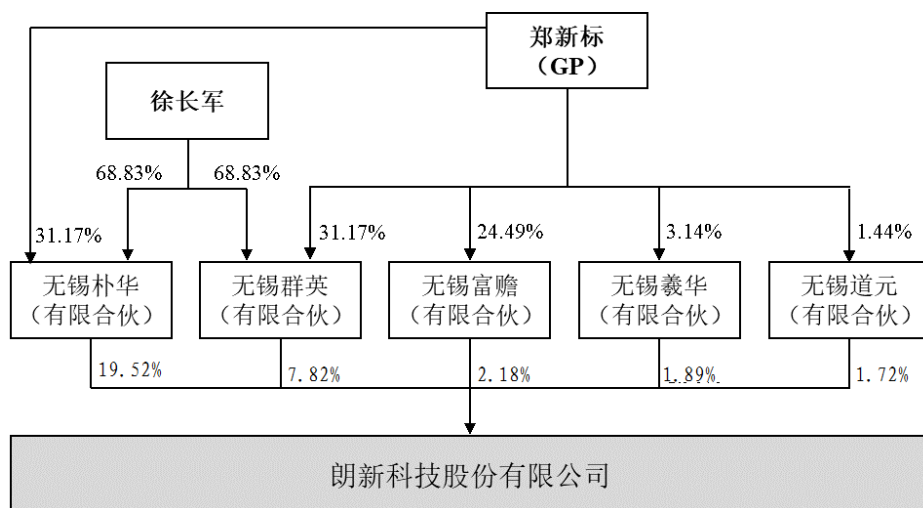 郑新标
（GP）
徐长军
68.83%
68.83%
31.17%
31.17%
24.49%
3.14%
1.44%
无锡朴华
（有限合伙）
无锡群英
（有限合伙）
无锡富赡
（有限合伙）
无锡羲华
（有限合伙）
无锡道元
（有限合伙）
19.52%
7.82%
2.18%
1.89%
1.72%
朗新科技股份有限公司